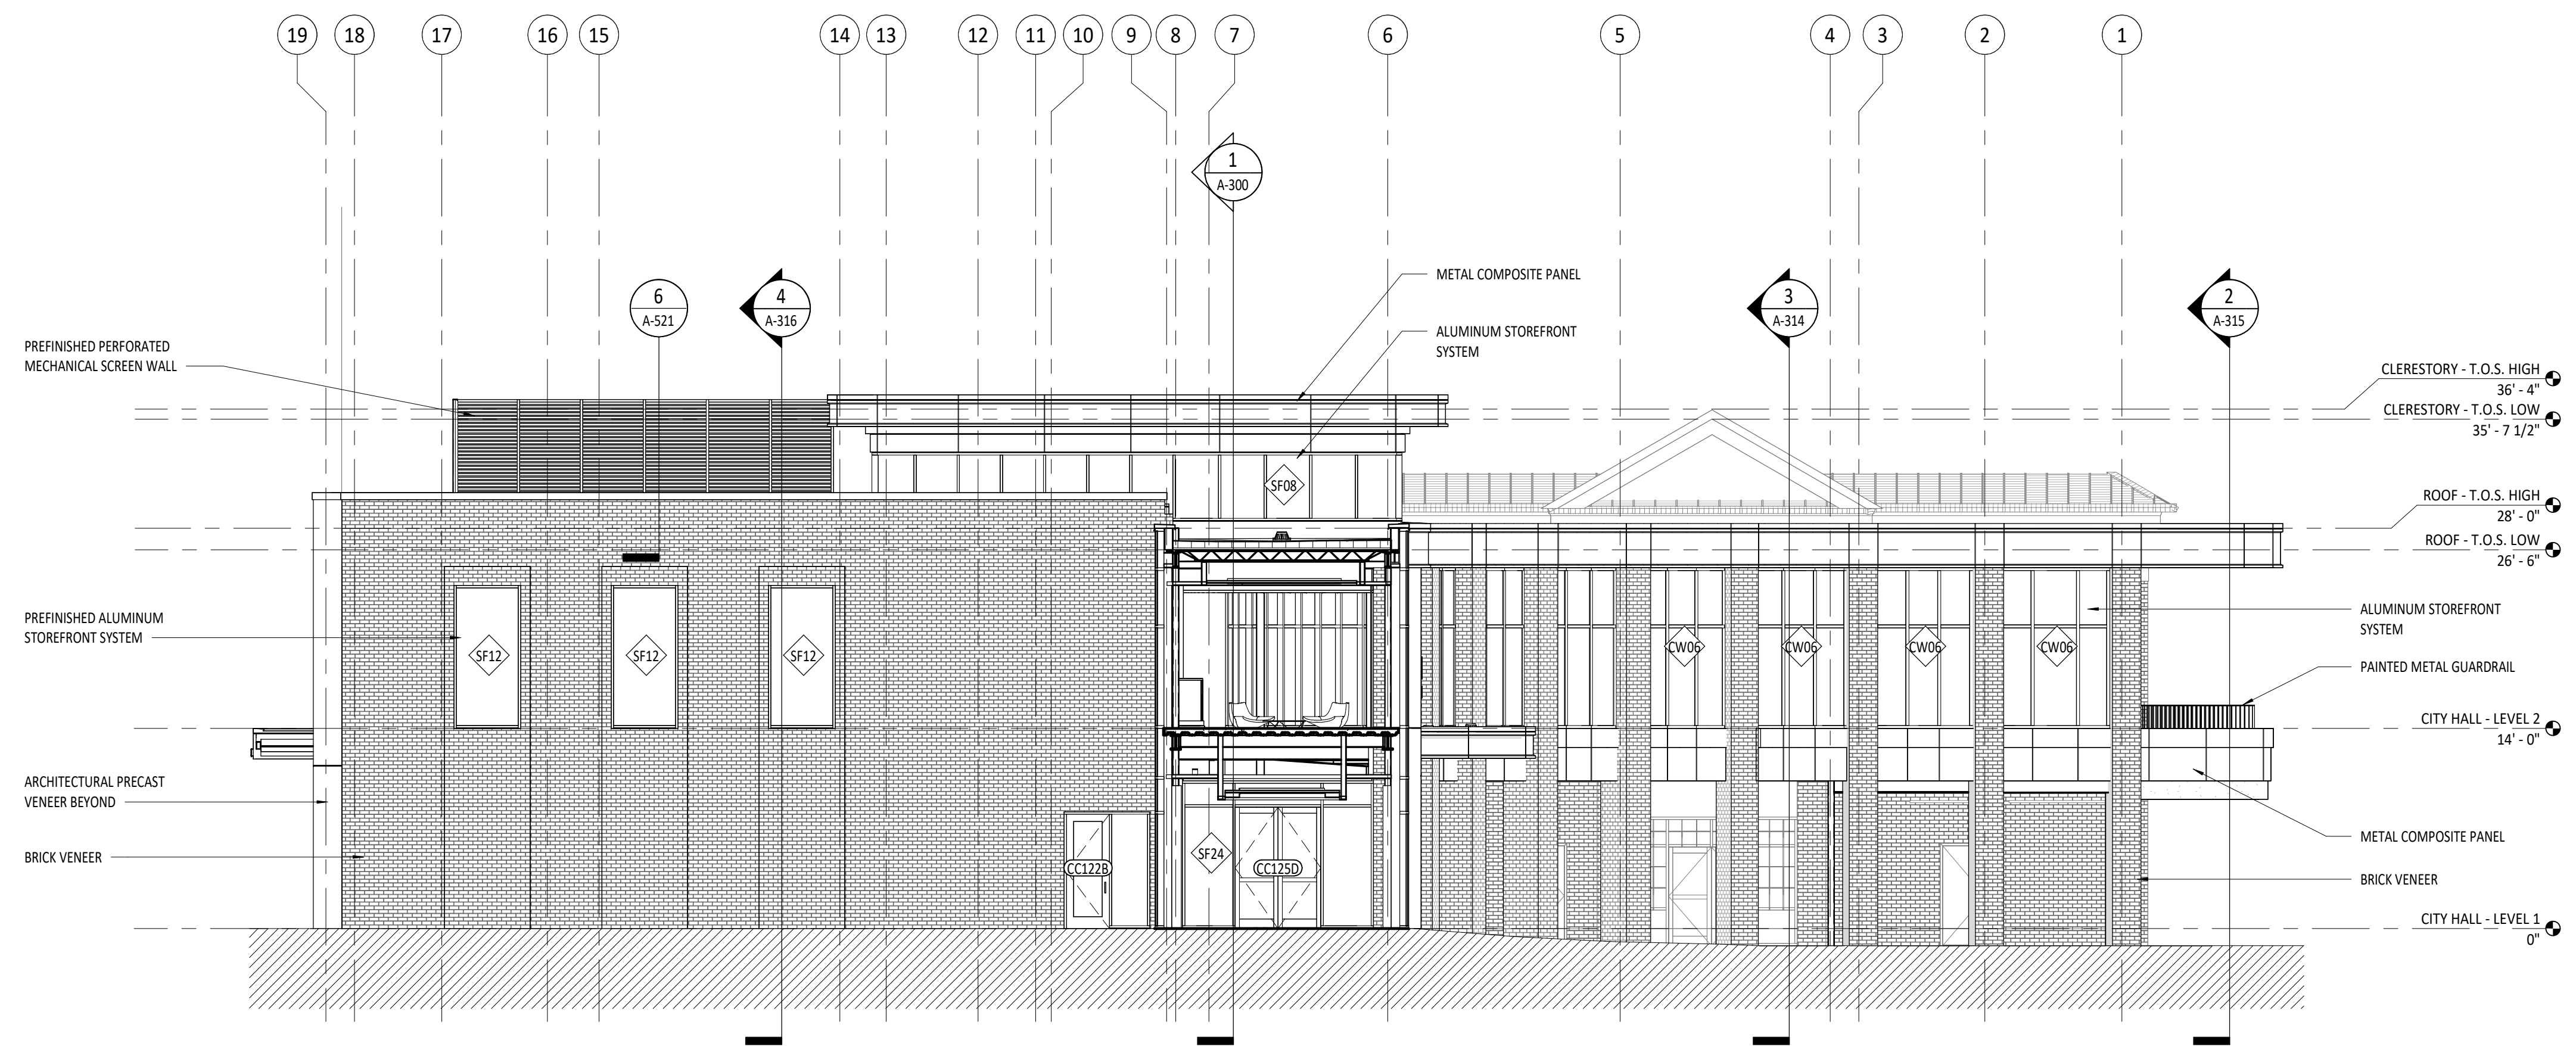 19 18 17 16 15 14 13 12 11 10 9 8 7 6 5 4 3 2 1
1
A-300
METAL COMPOSITE PANEL
6
A-521
4
A-316
3
A-314
2
A-315
ALUMINUM STOREFRONT
SYSTEM
PREFINISHED PERFORATED
MECHANICAL SCREEN WALL
CLERESTORY - T.O.S. HIGH
36' - 4"
CLERESTORY - T.O.S. LOW
35' - 7 1/2"
SF08
ROOF - T.O.S. HIGH
28' - 0"
ROOF - T.O.S. LOW
26' - 6"
PREFINISHED ALUMINUM
STOREFRONT SYSTEM
ALUMINUM STOREFRONT
SYSTEM
SF12 SF12 SF12 CW06 CW06 CW06 CW06
PAINTED METAL GUARDRAIL
CITY HALL - LEVEL 2
14' - 0"
ARCHITECTURAL PRECAST
VENEER BEYOND
METAL COMPOSITE PANEL
BRICK VENEER
SF24
CC122B CC125D
BRICK VENEER
CITY HALL - LEVEL 1
0"